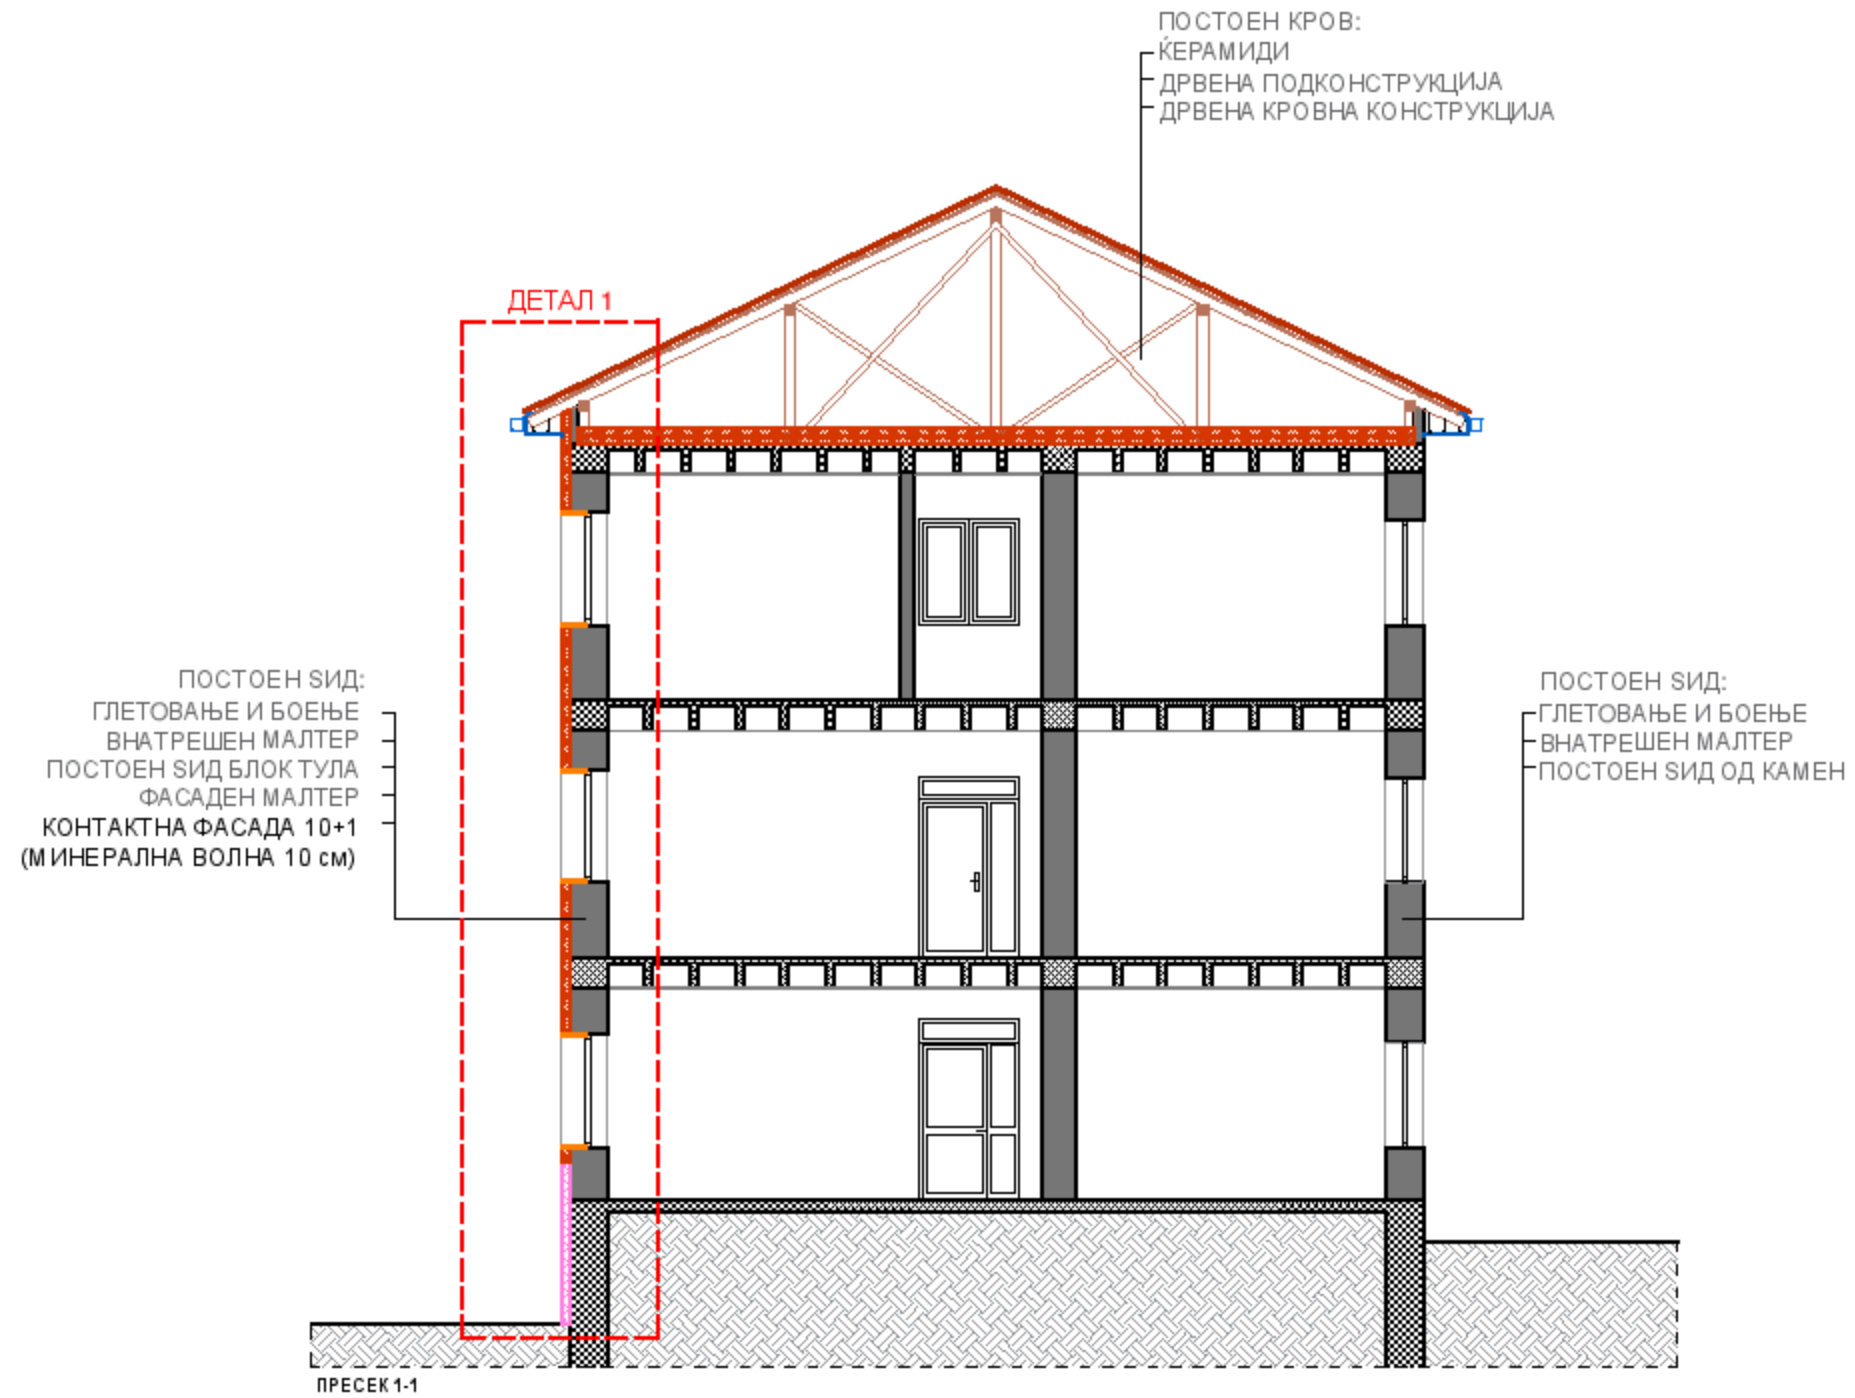 ПОСТОЕН КРОВ:
ЌЕРАМИДИ
ДРВЕНА ПОДКОНСТРУКЦИЈА
ДРВЕНА КРОВНА КОНСТРУКЦИЈА
ДЕТАЛ 1
ПОСТОЕН ЅИД:
ГЛЕТОВАЊЕ И БОЕЊЕ
ВНАТРЕШЕН МАЛТЕР
ПОСТОЕН ЅИД БЛОК ТУЛА
ФАСАДЕН МАЛТЕР
КОНТАКТНА ФАСАДА 10+1
(МИНЕРАЛНА ВОЛНА 10 см)
ПОСТОЕН ЅИД:
ГЛЕТОВАЊЕ И БОЕЊЕ
ВНАТРЕШЕН МАЛТЕР
ПОСТОЕН ЅИД ОД КАМЕН
ПРЕСЕК 1-1